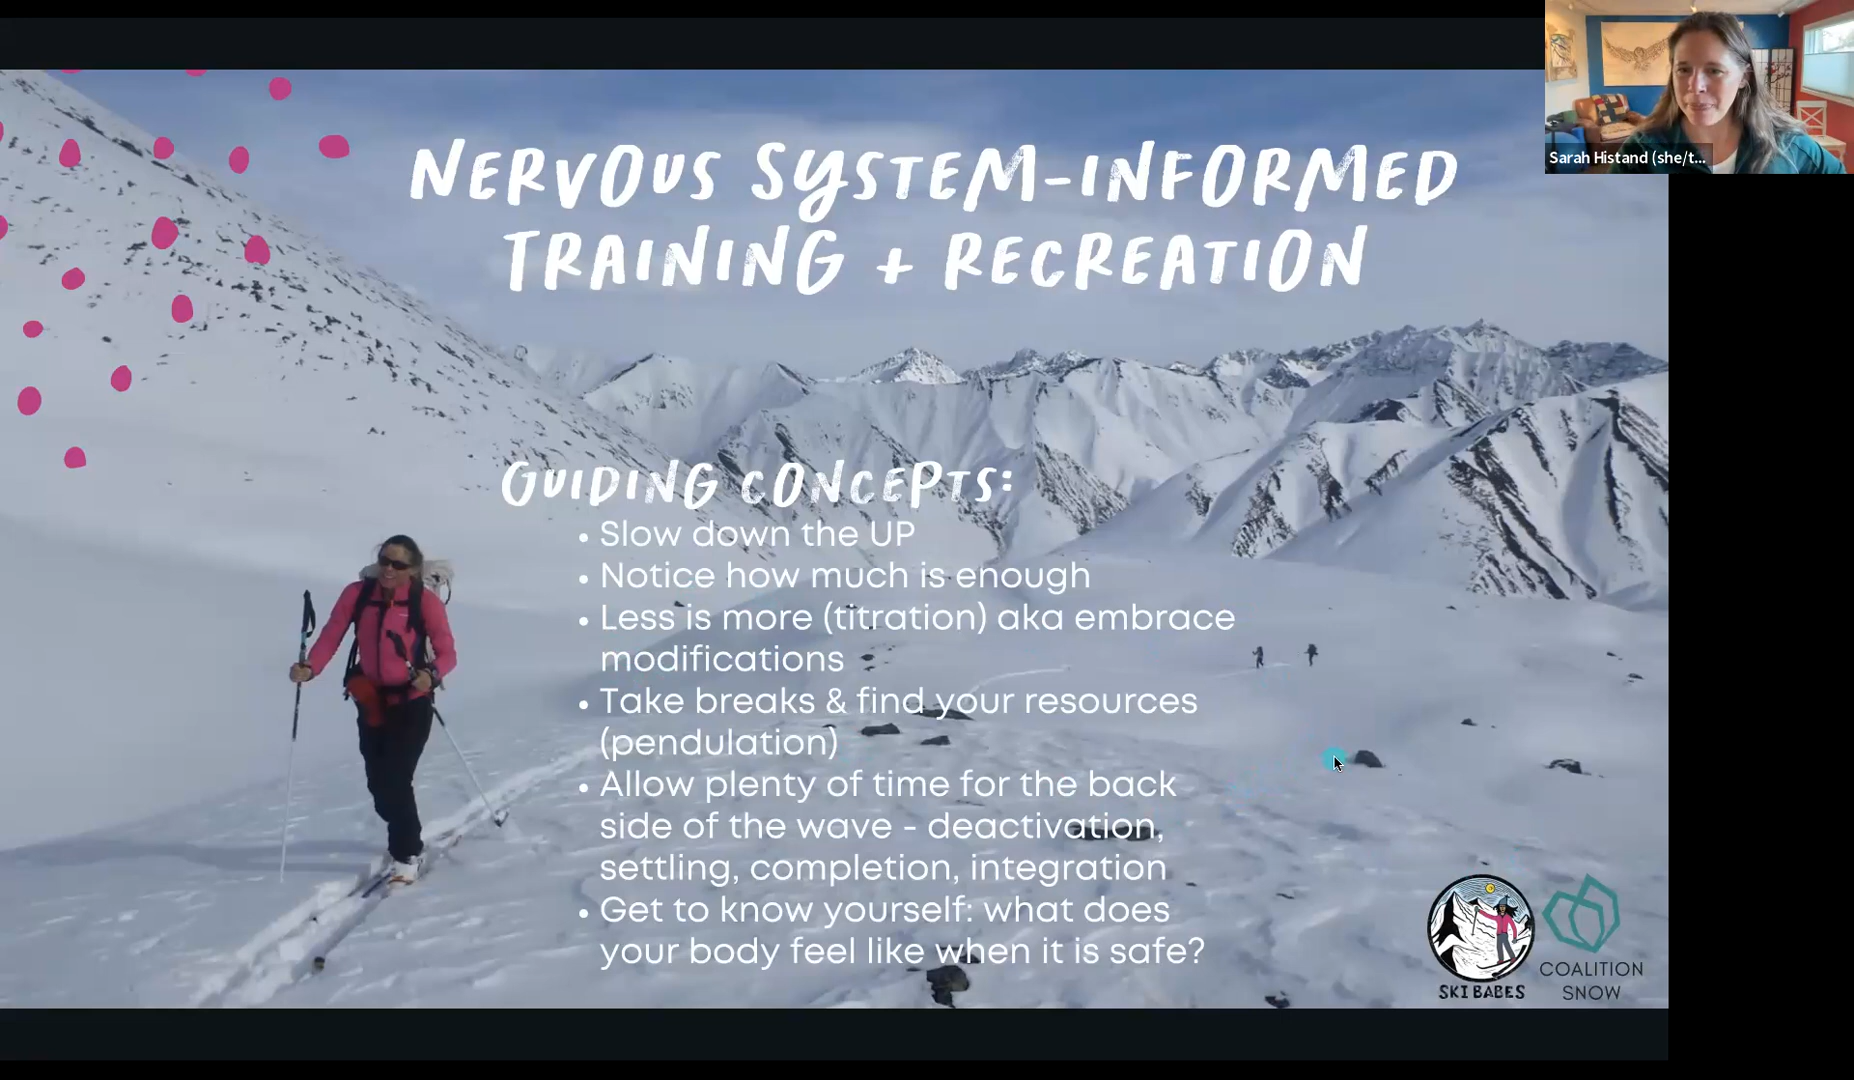 Sarah Histand (she/t...
NERVOUS SYSTEM-INFORMED
TRAINING + RECREATION
GUIDING CONCEPTS:
• Slow down the UP
• Notice how much is enough
• Less is more (titration) aka embrace
modifications
• Take breaks & find your resources
(pendulation)
• Allow plenty of time for the back
side of the wave - deactivation,
settling, completion, integration
• Get to know yourself: what does
your body feel like when it is safe?
SKI BABES
COALITION
SNOW